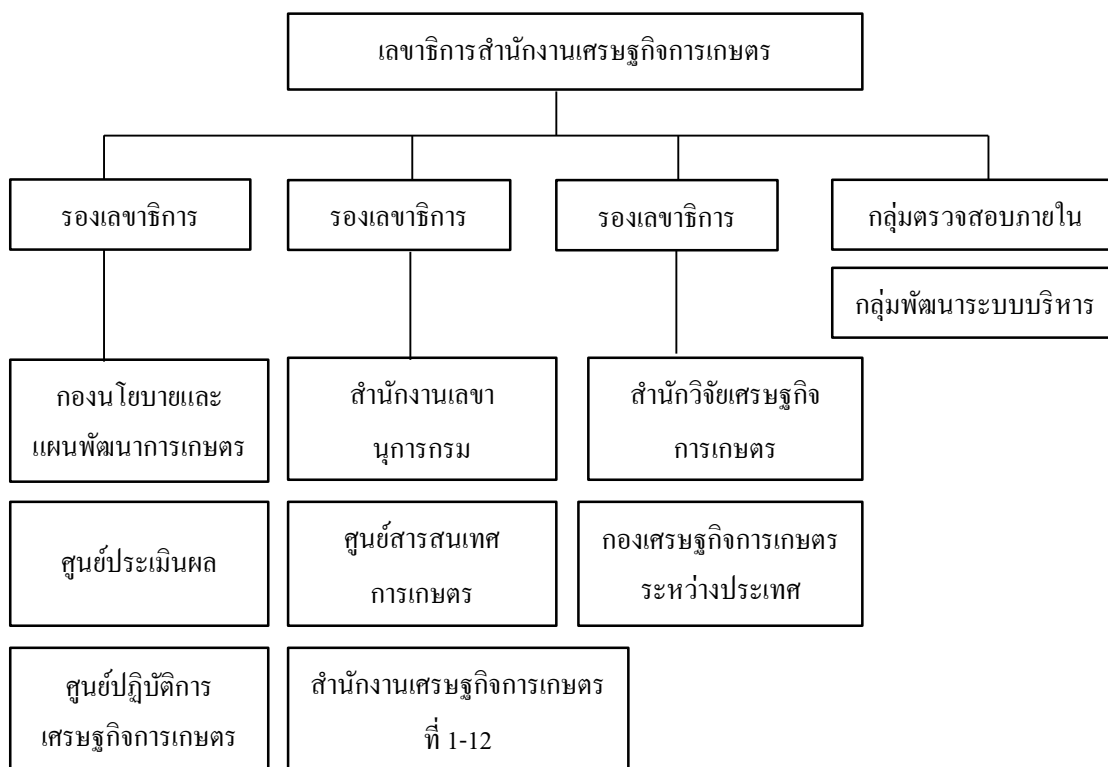 เลขาธิการสำนักงานเศรษฐกิจการเกษตร
รองเลขาธิการ
รองเลขาธิการ
รองเลขาธิการ
กลุ่มตรวจสอบภายใน
กลุ่มพัฒนาระบบบริหาร
กองนโยบายและ
แผนพัฒนาการเกษตร
สำนักงานเลขา
นุการกรม
สำนักวิจัยเศรษฐกิจ
การเกษตร
ศูนย์ประเมินผล
ศูนย์สารสนเทศ
การเกษตร
กองเศรษฐกิจการเกษตร
ระหว่างประเทศ
ศูนย์ปฏิบัติการ
เศรษฐกิจการเกษตร
สำนักงานเศรษฐกิจการเกษตร
ที่ 1-12